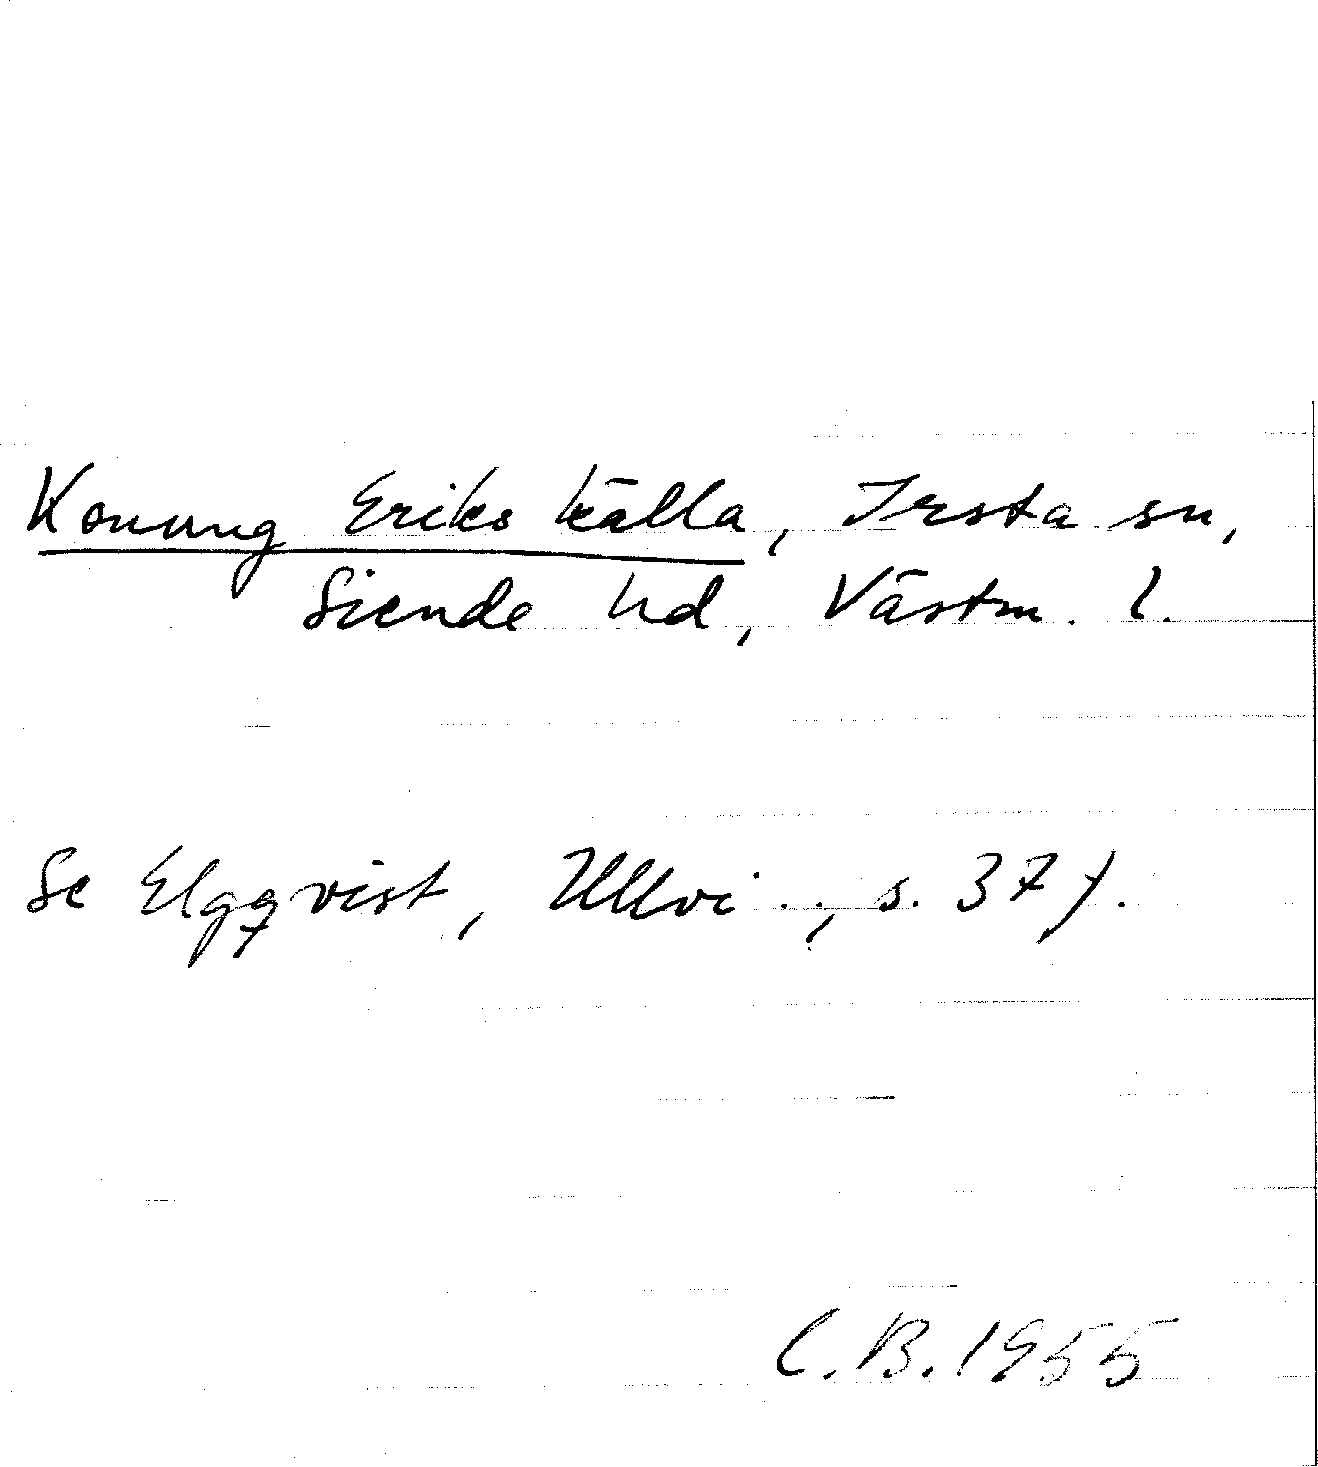 Konung Eriks källa, Irsta sn,
Siende hd, Västm. l.
Se Elgqvist, Ullvi . ., s. 37 f.
C.B. 1955